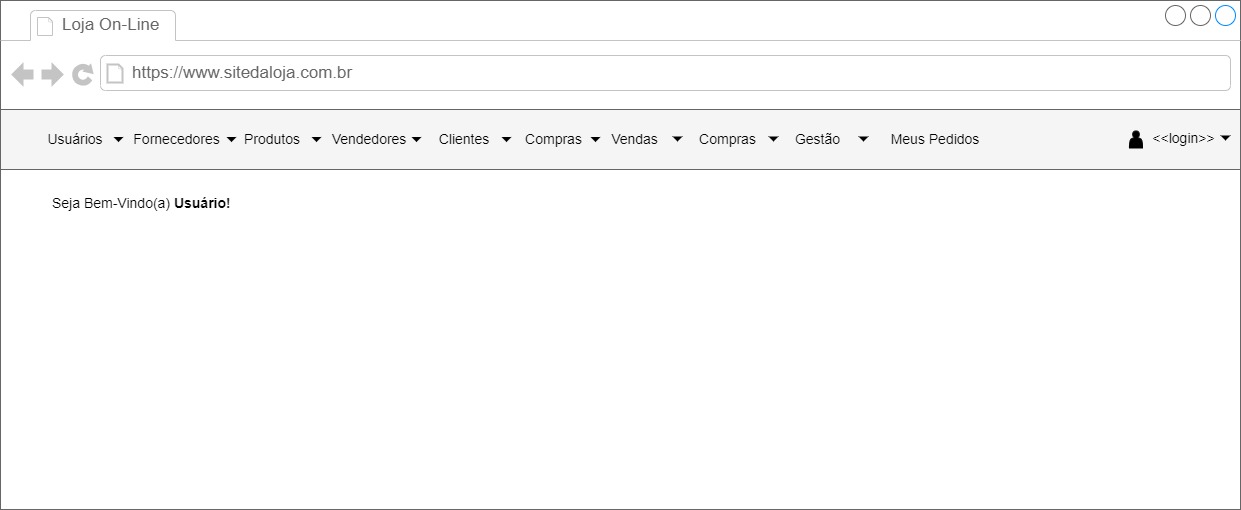 Loja On-Line
https://www.sitedaloja.com.br
Usuários Fornecedores Produtos Vendedores Clientes Compras Vendas Compras Gestão Meus Pedidos <<login>>
Seja Bem-Vindo(a) Usuário!